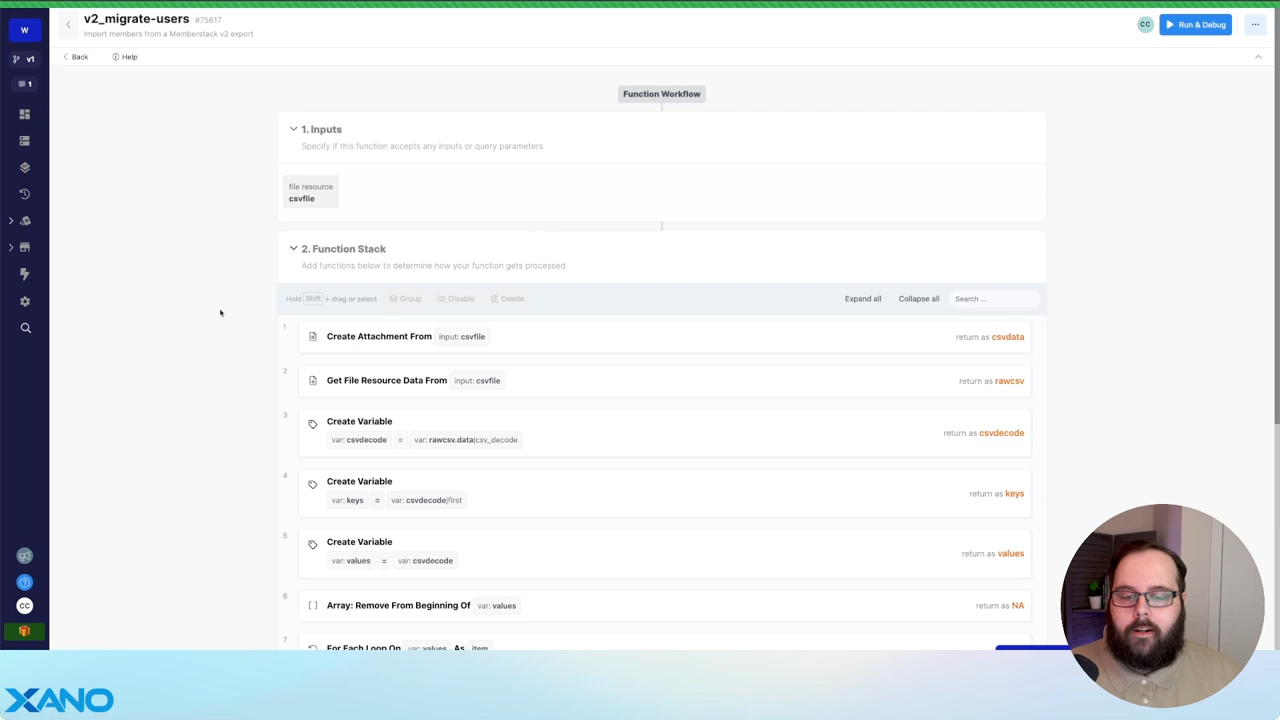 W
v2_migrate-users #75617
Import members from a Memberstack v2 export
CC
Run & Debug
v1
Back
Help
1
Function Workflow
1. Inputs
Specify if this function accepts any inputs or query parameters
file resource
csvfile
2. Function Stack
Add functions below to determine how your function gets processed
Hold Shift + drag or select Group Disable Delete Expand all Collapse all Search ...
1
Create Attachment From input: csvfile return as csvdata
2
Get File Resource Data From input: csvfile return as rawcsv
3
Create Variable
var: csvdecode = var: rawcsv.data|csv_decode return as csvdecode
4
Create Variable
var: keys = var: csvdecode|first return as keys
5
Create Variable
var: values = var: csvdecode return as values
6
Array: Remove From Beginning Of var: values return as NA
7
For Each Loop On var: values As item
CC
XANO